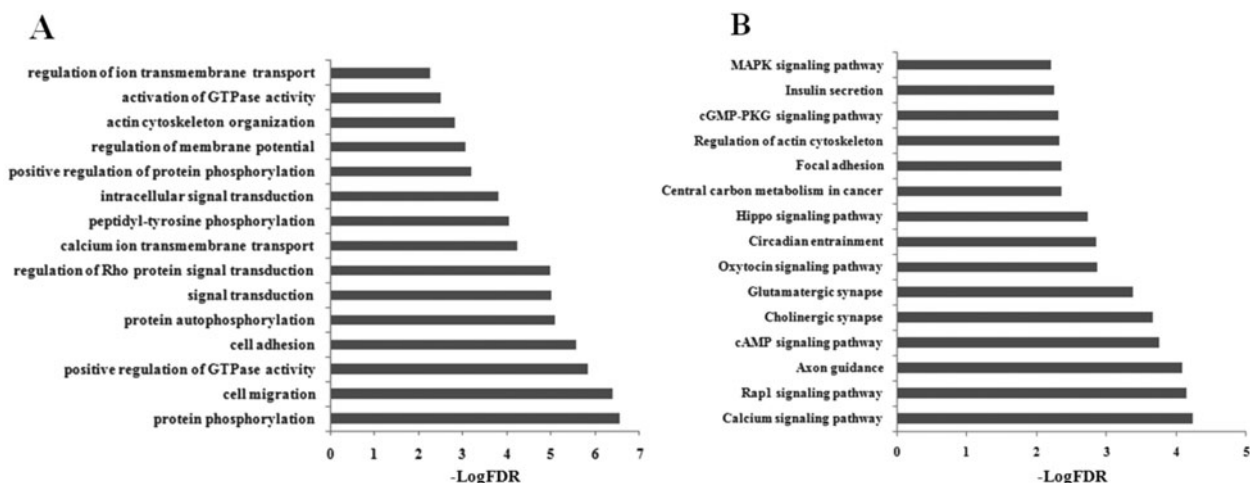 A
regulation of ion transmembrane transport
activation of GTPase activity
actin cytoskeleton organization
regulation of membrane potential
positive regulation of protein phosphorylation
intracellular signal transduction
peptidyl-tyrosine phosphorylation
calcium ion transmembrane transport
regulation of Rho protein signal transduction
signal transduction
protein autophosphorylation
cell adhesion
positive regulation of GTPase activity
cell migration
protein phosphorylation
0 1 2 3 4 5 6 7
-LogFDR
B
MAPK signaling pathway
Insulin secretion
cGMP-PKG signaling pathway
Regulation of actin cytoskeleton
Focal adhesion
Central carbon metabolism in cancer
Hippo signaling pathway
Circadian entrainment
Oxytocin signaling pathway
Glutamatergic synapse
Cholinergic synapse
cAMP signaling pathway
Axon guidance
Rap1 signaling pathway
Calcium signaling pathway
0 1 2 3 4 5
-LogFDR